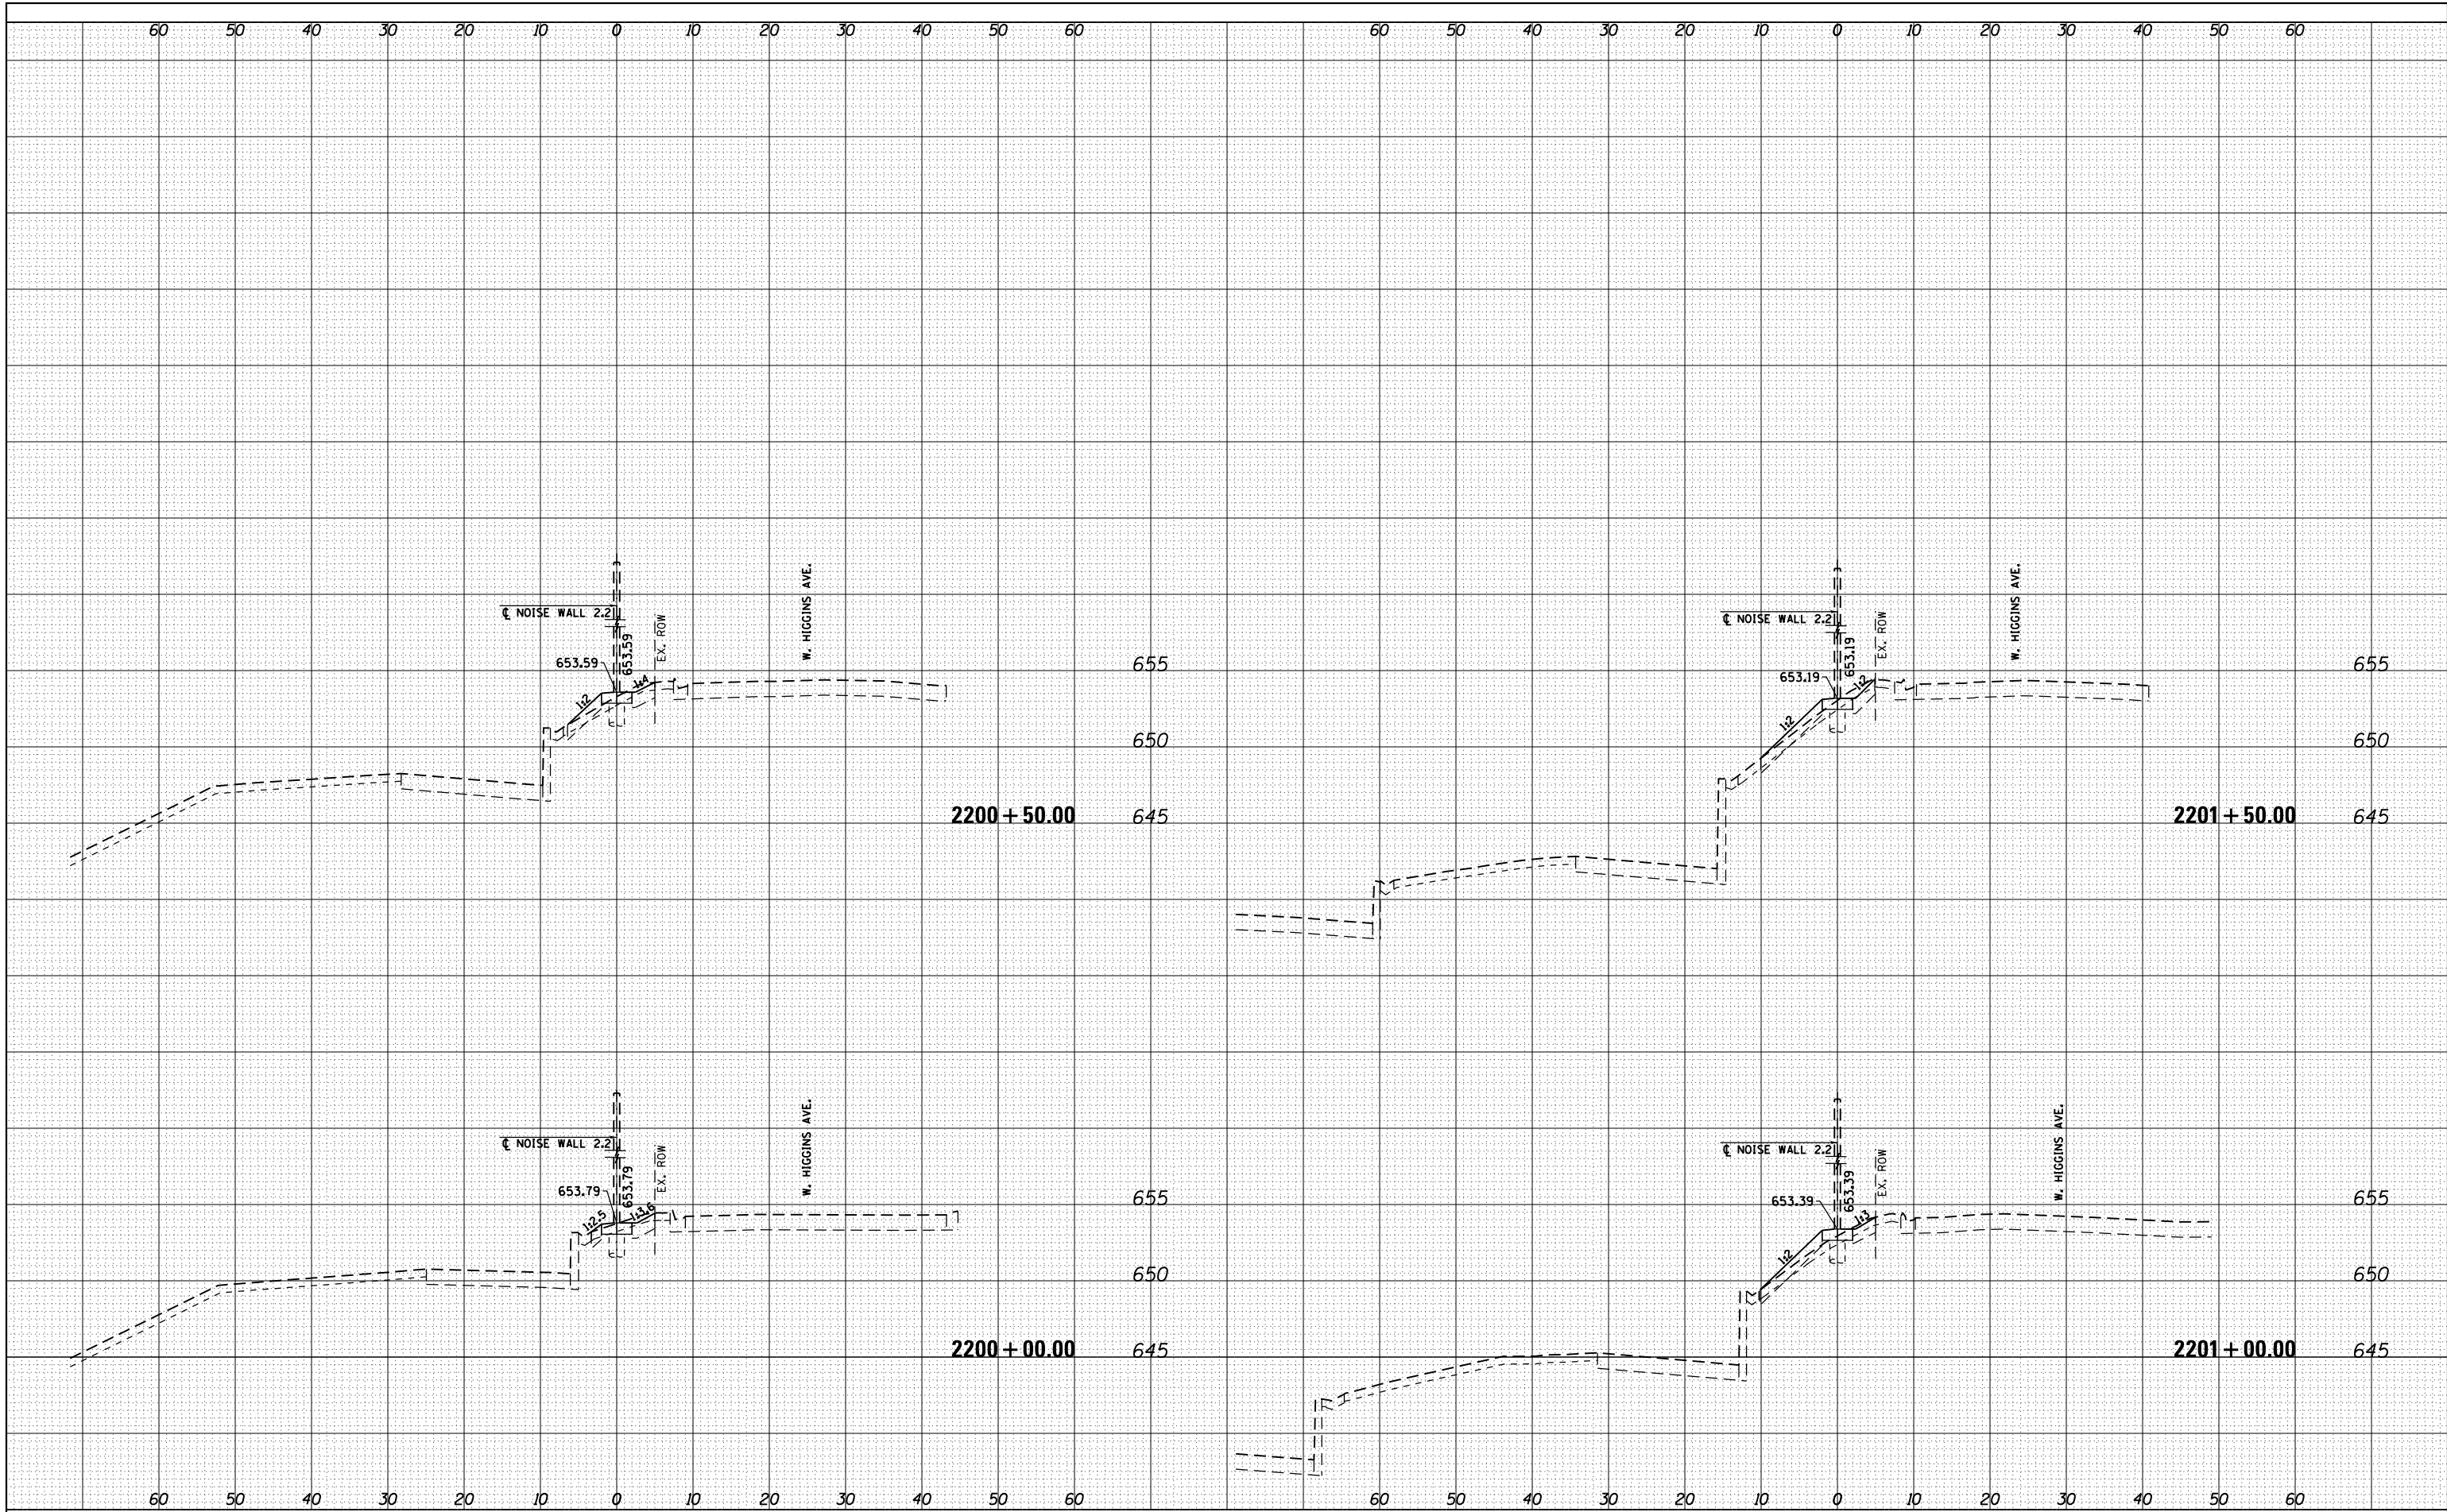 60 50 40 30 20 10 0 10 20 30 40 50 60 60 50 40 30 20 10 0 10 20 30 40 50 60
℄ NOISE WALL 2.2
653.59
653.59
EX. ROW
W. HIGGINS AVE.
1:2
1:4
655
650
2200+50.00 645
℄ NOISE WALL 2.2
653.19
653.19
EX. ROW
W. HIGGINS AVE.
1:2
1:2
655
650
2201+50.00 645
℄ NOISE WALL 2.2
653.79
653.79
EX. ROW
W. HIGGINS AVE.
1:2.5
1:3.6
655
650
2200+00.00 645
℄ NOISE WALL 2.2
653.39
653.39
EX. ROW
W. HIGGINS AVE.
1:2
1:3
655
650
2201+00.00 645
60 50 40 30 20 10 0 10 20 30 40 50 60 60 50 40 30 20 10 0 10 20 30 40 50 60